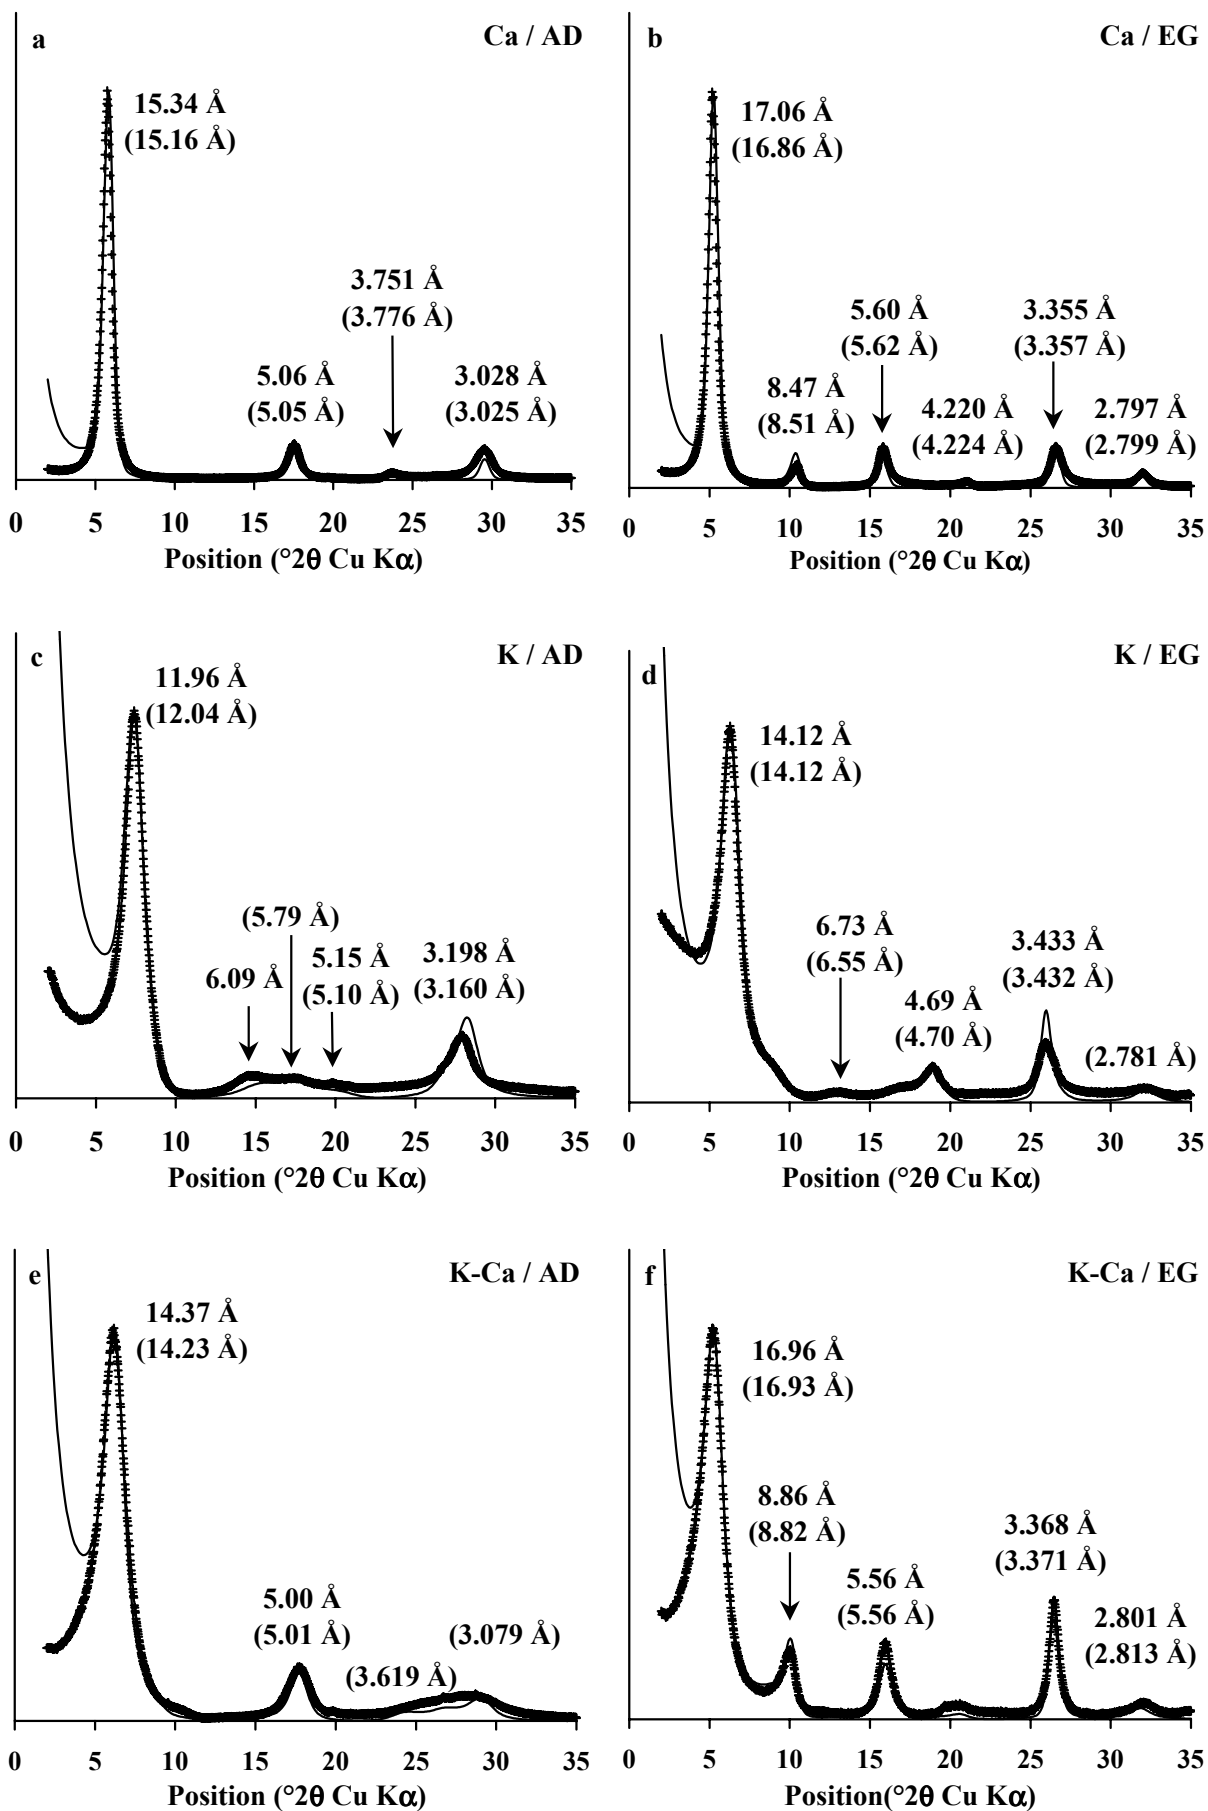 a
Ca / AD
15.34 Å
(15.16 Å)
3.751 Å
(3.776 Å)
5.06 Å
(5.05 Å)
3.028 Å
(3.025 Å)
0 5 10 15 20 25 30 35
Position (°2θ Cu Kα)
b
Ca / EG
17.06 Å
(16.86 Å)
5.60 Å
(5.62 Å)
3.355 Å
(3.357 Å)
8.47 Å
(8.51 Å)
4.220 Å
(4.224 Å)
2.797 Å
(2.799 Å)
0 5 10 15 20 25 30 35
Position (°2θ Cu Kα)
c
K / AD
11.96 Å
(12.04 Å)
(5.79 Å)
6.09 Å
5.15 Å
(5.10 Å)
3.198 Å
(3.160 Å)
0 5 10 15 20 25 30 35
Position (°2θ Cu Kα)
d
K / EG
14.12 Å
(14.12 Å)
6.73 Å
(6.55 Å)
4.69 Å
(4.70 Å)
3.433 Å
(3.432 Å)
(2.781 Å)
0 5 10 15 20 25 30 35
Position (°2θ Cu Kα)
e
K-Ca / AD
14.37 Å
(14.23 Å)
5.00 Å
(5.01 Å)
(3.619 Å)
(3.079 Å)
0 5 10 15 20 25 30 35
Position (°2θ Cu Kα)
f
K-Ca / EG
16.96 Å
(16.93 Å)
8.86 Å
(8.82 Å)
5.56 Å
(5.56 Å)
3.368 Å
(3.371 Å)
2.801 Å
(2.813 Å)
0 5 10 15 20 25 30 35
Position(°2θ Cu Kα)